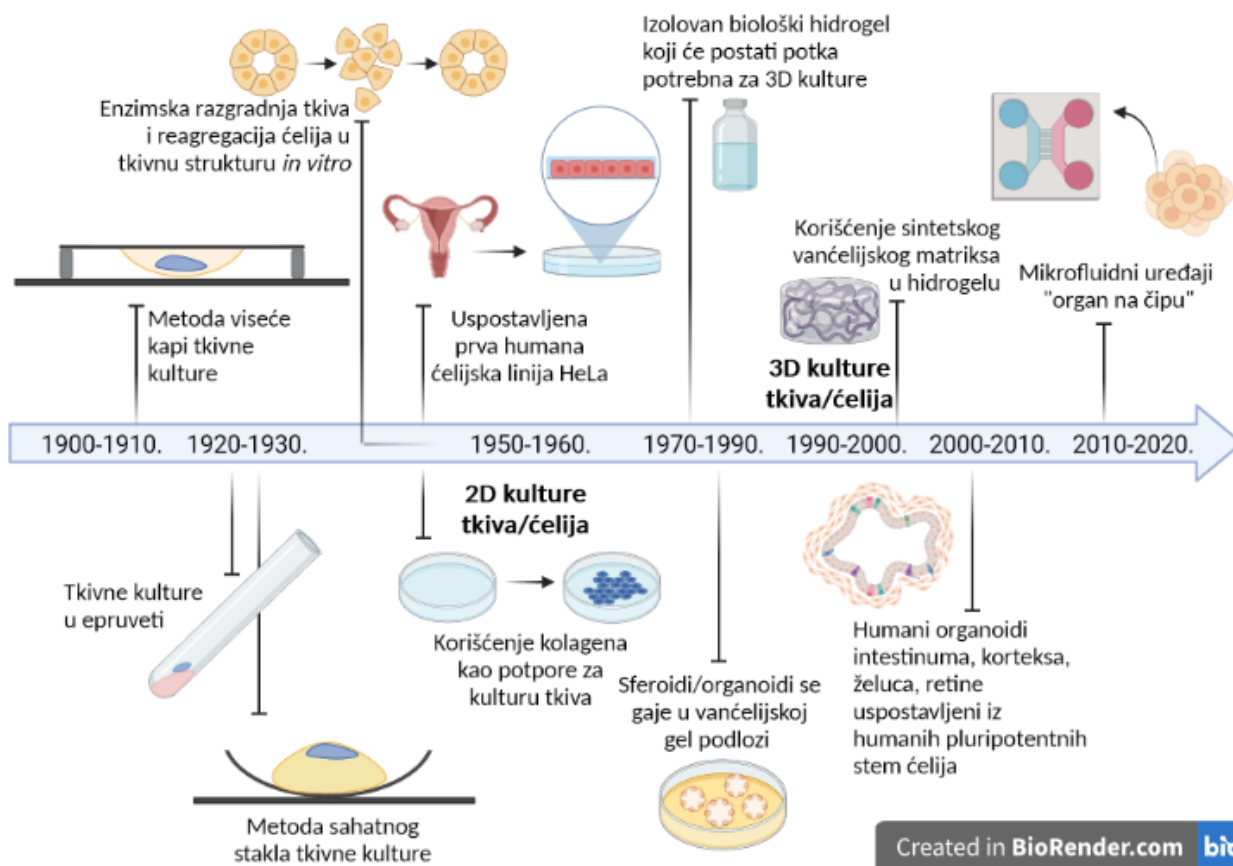 Izolovan biološki hidrogel
koji će postati potka
potrebna za 3D kulture
Enzimska razgradnja tkiva
i reagregacija ćelija u
tkivnu strukturu in vitro
Korišćenje sintetskog
vanćelijskog matriksa
u hidrogelu
Mikrofluidni uređaji
"organ na čipu"
Metoda viseće
kapi tkivne
kulture
Uspostavljena
prva humana
ćelijska linija HeLa
3D kulture
tkiva/ćelija
1900-1910. 1920-1930. 1950-1960. 1970-1990. 1990-2000. 2000-2010. 2010-2020.
2D kulture
tkiva/ćelija
Tkivne kulture
u epruveti
Korišćenje kolagena
kao potpore za
kulturu tkiva
Sferoidi/organoidi se
gaje u vanćelijskoj
gel podlozi
Humani organoidi
intestinuma, korteksa,
želuca, retine
uspostavljeni iz
humanih pluripotentnih
stem ćelija
Metoda sahatnog
stakla tkivne kulture
Created in BioRender.com